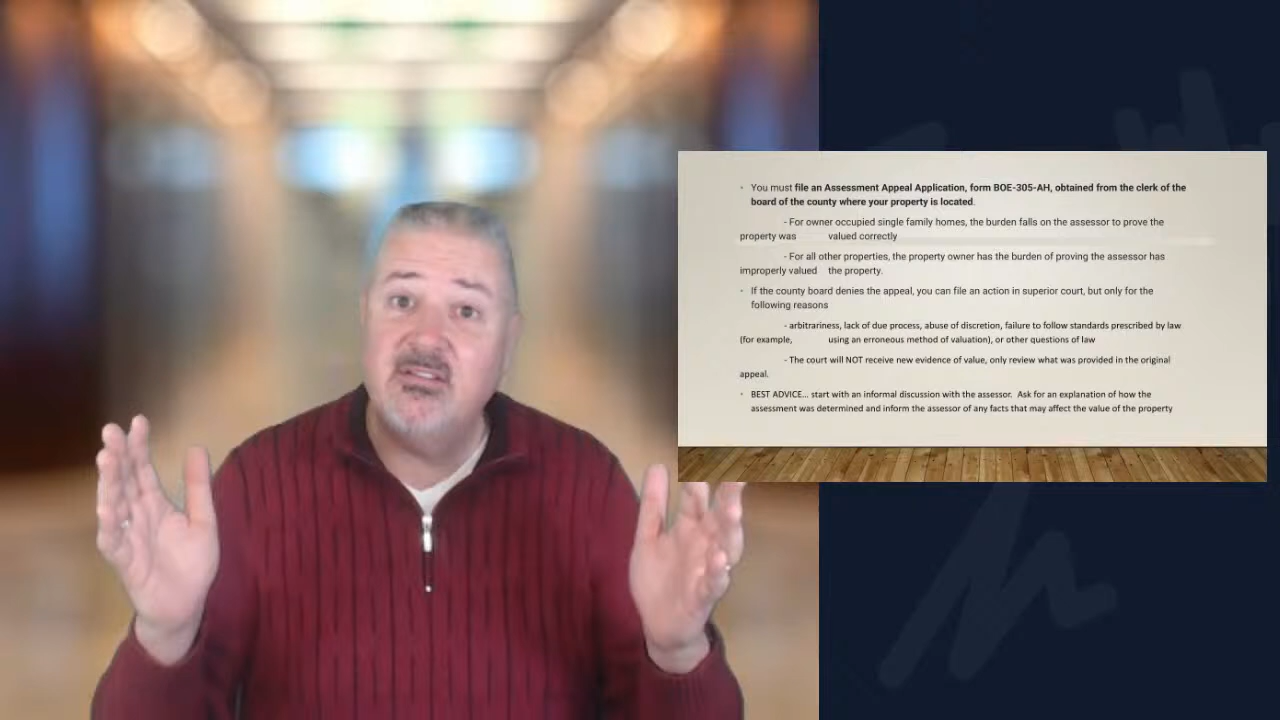 • You must file an Assessment Appeal Application, form BOE-305-AH, obtained from the clerk of the
board of the county where your property is located.
- For owner occupied single family homes, the burden falls on the assessor to prove the
property was valued correctly
- For all other properties, the property owner has the burden of proving the assessor has
improperly valued the property.
• If the county board denies the appeal, you can file an action in superior court, but only for the
following reasons
- arbitrariness, lack of due process, abuse of discretion, failure to follow standards prescribed by law
(for example, using an erroneous method of valuation), or other questions of law
- The court will NOT receive new evidence of value, only review what was provided in the original
appeal.
• BEST ADVICE... start with an informal discussion with the assessor. Ask for an explanation of how the
assessment was determined and inform the assessor of any facts that may affect the value of the property